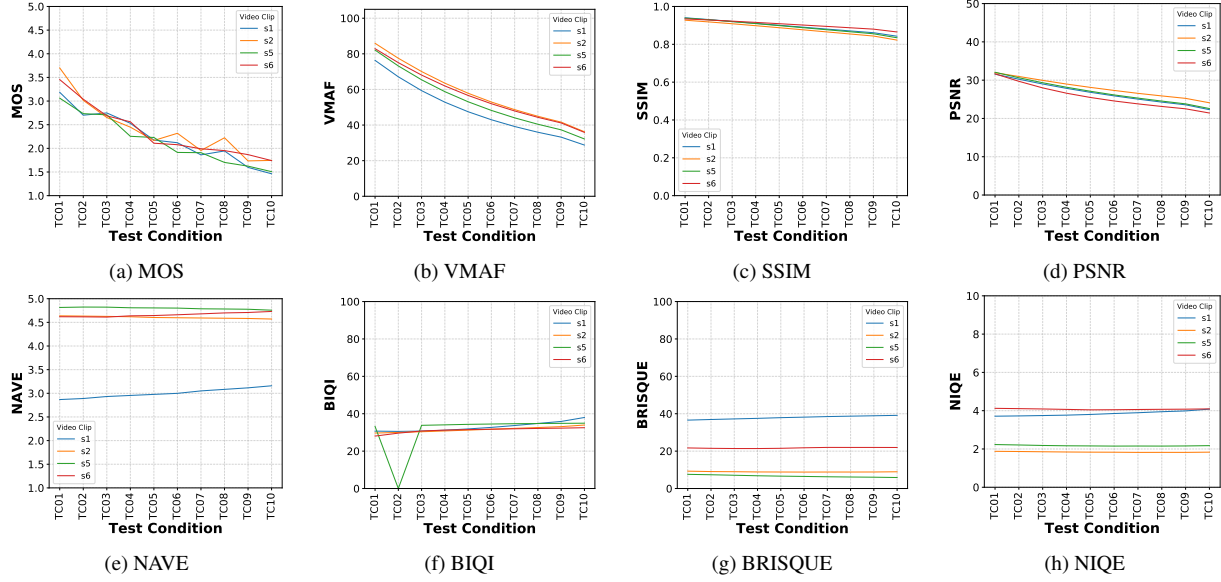 MOS
5.0
4.5
4.0
3.5
3.0
2.5
2.0
1.5
1.0
Video Clip
s1
s2
s5
s6
TC01 TC02 TC03 TC04 TC05 TC06 TC07 TC08 TC09 TC10
Test Condition
(a) MOS
VMAF
100
80
60
40
20
0
Video Clip
s1
s2
s5
s6
TC01 TC02 TC03 TC04 TC05 TC06 TC07 TC08 TC09 TC10
Test Condition
(b) VMAF
SSIM
1.0
0.8
0.6
0.4
0.2
0.0
Video Clip
s1
s2
s5
s6
TC01 TC02 TC03 TC04 TC05 TC06 TC07 TC08 TC09 TC10
Test Condition
(c) SSIM
PSNR
50
40
30
20
10
0
Video Clip
s1
s2
s5
s6
TC01 TC02 TC03 TC04 TC05 TC06 TC07 TC08 TC09 TC10
Test Condition
(d) PSNR
NAVE
5.0
4.5
4.0
3.5
3.0
2.5
2.0
1.5
1.0
Video Clip
s1
s2
s5
s6
TC01 TC02 TC03 TC04 TC05 TC06 TC07 TC08 TC09 TC10
Test Condition
(e) NAVE
BIQI
100
80
60
40
20
0
Video Clip
s1
s2
s5
s6
TC01 TC02 TC03 TC04 TC05 TC06 TC07 TC08 TC09 TC10
Test Condition
(f) BIQI
BRISQUE
100
80
60
40
20
0
Video Clip
s1
s2
s5
s6
TC01 TC02 TC03 TC04 TC05 TC06 TC07 TC08 TC09 TC10
Test Condition
(g) BRISQUE
NIQE
10
8
6
4
2
0
Video Clip
s1
s2
s5
s6
TC01 TC02 TC03 TC04 TC05 TC06 TC07 TC08 TC09 TC10
Test Condition
(h) NIQE